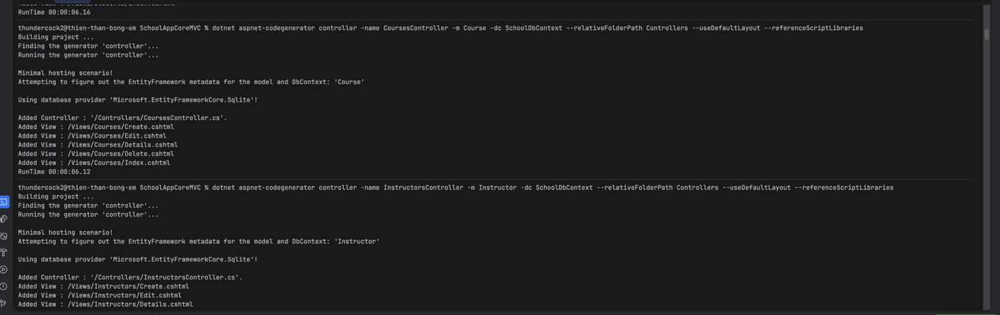 RunTime 00:00:06.16
thundercock2@thien-than-bong-em SchoolAppCoreMVC % dotnet aspnet-codegenerator controller -name CoursesController -m Course -dc SchoolDbContext --relativeFolderPath Controllers --useDefaultLayout --referenceScriptLibraries
Building project ...
Finding the generator 'controller'...
Running the generator 'controller'...
Minimal hosting scenario!
Attempting to figure out the EntityFramework metadata for the model and DbContext: 'Course'
Using database provider 'Microsoft.EntityFrameworkCore.Sqlite'!
Added Controller : '/Controllers/CoursesController.cs'.
Added View : /Views/Courses/Create.cshtml
Added View : /Views/Courses/Edit.cshtml
Added View : /Views/Courses/Details.cshtml
Added View : /Views/Courses/Delete.cshtml
Added View : /Views/Courses/Index.cshtml
RunTime 00:00:06.12
thundercock2@thien-than-bong-em SchoolAppCoreMVC % dotnet aspnet-codegenerator controller -name InstructorsController -m Instructor -dc SchoolDbContext --relativeFolderPath Controllers --useDefaultLayout --referenceScriptLibraries
Building project ...
Finding the generator 'controller'...
Running the generator 'controller'...
Minimal hosting scenario!
Attempting to figure out the EntityFramework metadata for the model and DbContext: 'Instructor'
Using database provider 'Microsoft.EntityFrameworkCore.Sqlite'!
Added Controller : '/Controllers/InstructorsController.cs'.
Added View : /Views/Instructors/Create.cshtml
Added View : /Views/Instructors/Edit.cshtml
Added View : /Views/Instructors/Details.cshtml